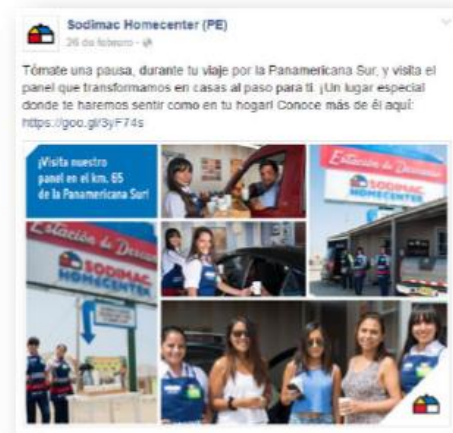 Sodimac Homecenter (PE)
26 de febrero
Tómate una pausa, durante tu viaje por la Panamericana Sur, y visita el
panel que transformamos en casas al paso para ti. ¡Un lugar especial
donde te haremos sentir como en tu hogar! Conoce más de él aquí:
https://goo.gl/3yF74s
¡Visita nuestro
panel en el km. 65
de la Panamericana Sur!
Estación de Descanso
SODIMAC
HOMECENTER
Estación de Descanso
SODIMAC
HOMECENTER